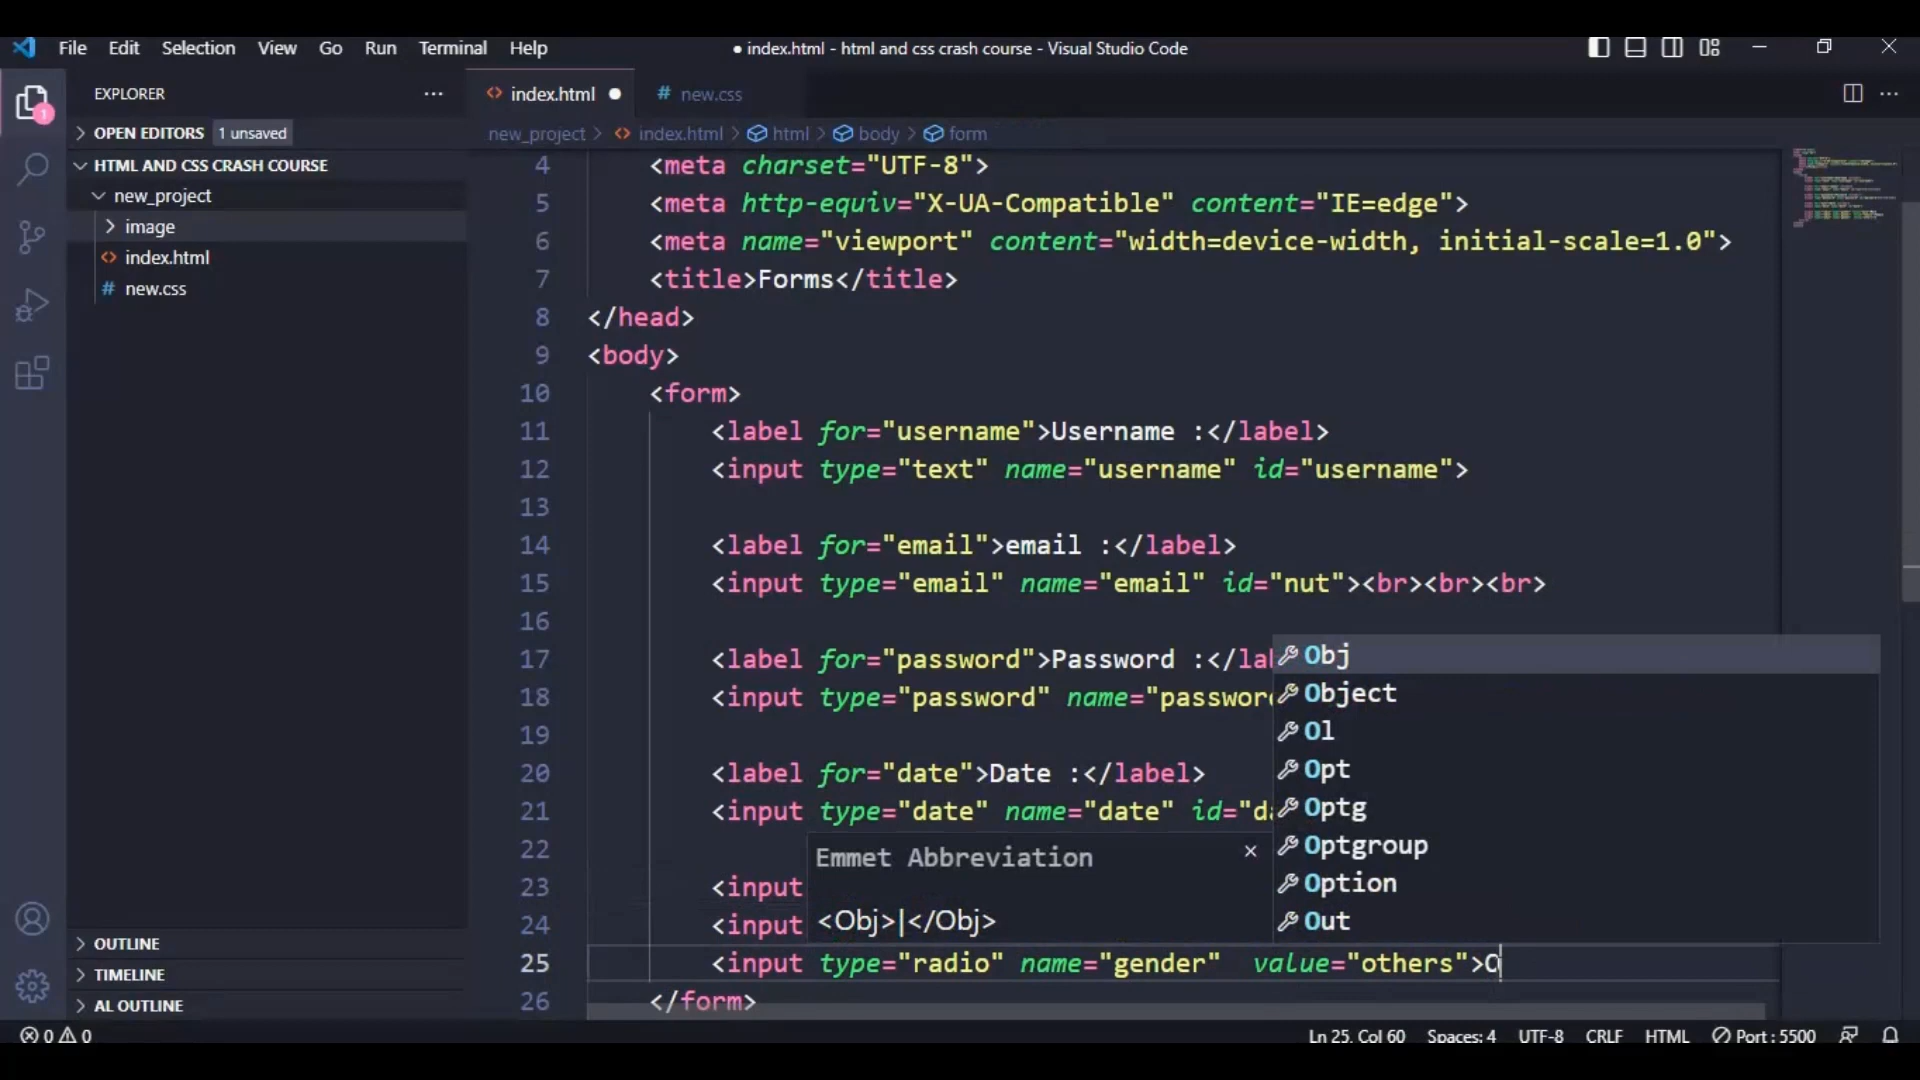 File Edit Selection View Go Run Terminal Help
● index.html - html and css crash course - Visual Studio Code
EXPLORER
1
OPEN EDITORS 1 unsaved
HTML AND CSS CRASH COURSE
new_project
image
index.html
new.css
OUTLINE
TIMELINE
AL OUTLINE
index.html
# new.css
new_project > index.html > html > body > form
4 <meta charset="UTF-8">
5 <meta http-equiv="X-UA-Compatible" content="IE=edge">
6 <meta name="viewport" content="width=device-width, initial-scale=1.0">
7 <title>Forms</title>
8 </head>
9 <body>
10 <form>
11 <label for="username">Username :</label>
12 <input type="text" name="username" id="username">
13
14 <label for="email">email :</label>
15 <input type="email" name="email" id="nut"><br><br><br>
16
17 <label for="password">Password :</la
18 <input type="password" name="passwor
19
20 <label for="date">Date :</label>
21 <input type="date" name="date" id="da
22
23 <input
24 <input
25 <input type="radio" name="gender"  value="others">O
26 </form>
Emmet Abbreviation
<Obj>|</Obj>
Obj
Object
Ol
Opt
Optg
Optgroup
Option
Out
0 0
Ln 25, Col 60 Spaces: 4 UTF-8 CRLF HTML Port : 5500